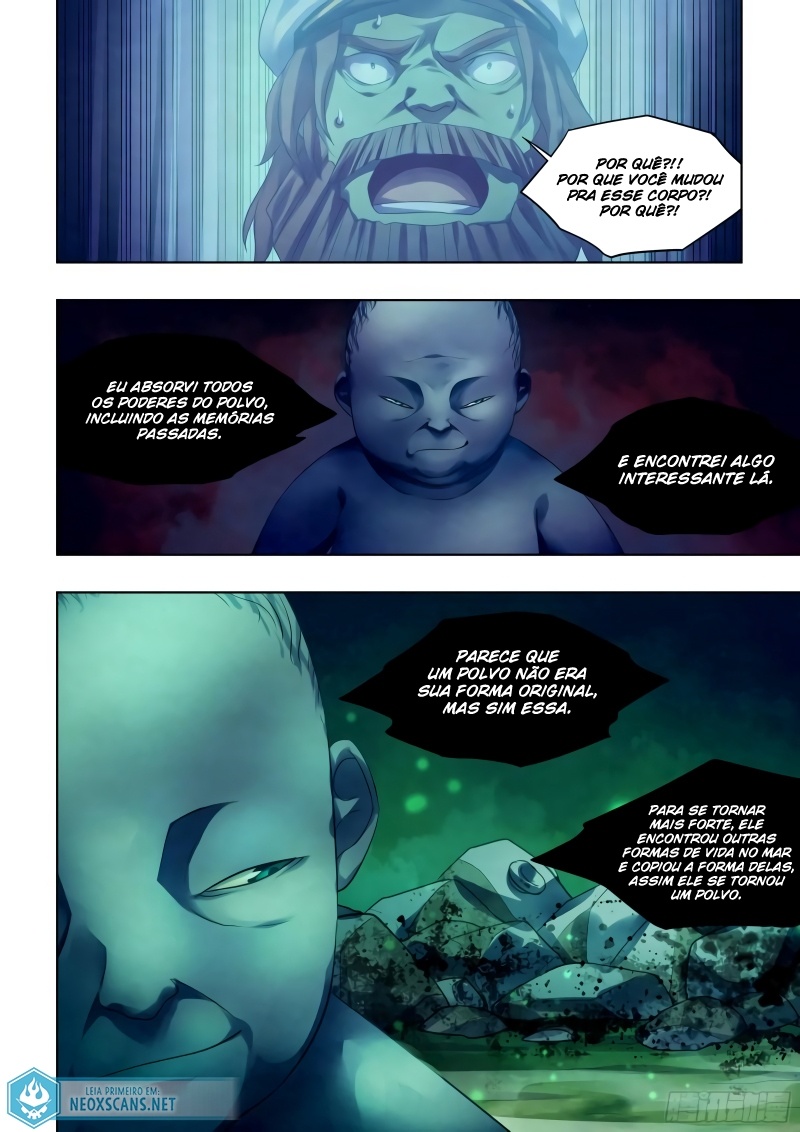 POR QUÊ?!!
POR QUE VOCÊ MUDOU
PRA ESSE CORPO?!
POR QUÊ?!
EU ABSORVI TODOS
OS PODERES DO POLVO,
INCLUINDO AS MEMÓRIAS
PASSADAS.
E ENCONTREI ALGO
INTERESSANTE LÁ.
PARECE QUE
UM POLVO NÃO ERA
SUA FORMA ORIGINAL,
MAS SIM ESSA.
PARA SE TORNAR
MAIS FORTE, ELE
ENCONTROU OUTRAS
FORMAS DE VIDA NO MAR
E COPIOU A FORMA DELAS,
ASSIM ELE SE TORNOU
UM POLVO.
LEIA PRIMEIRO EM:
NEOXSCANS.NET